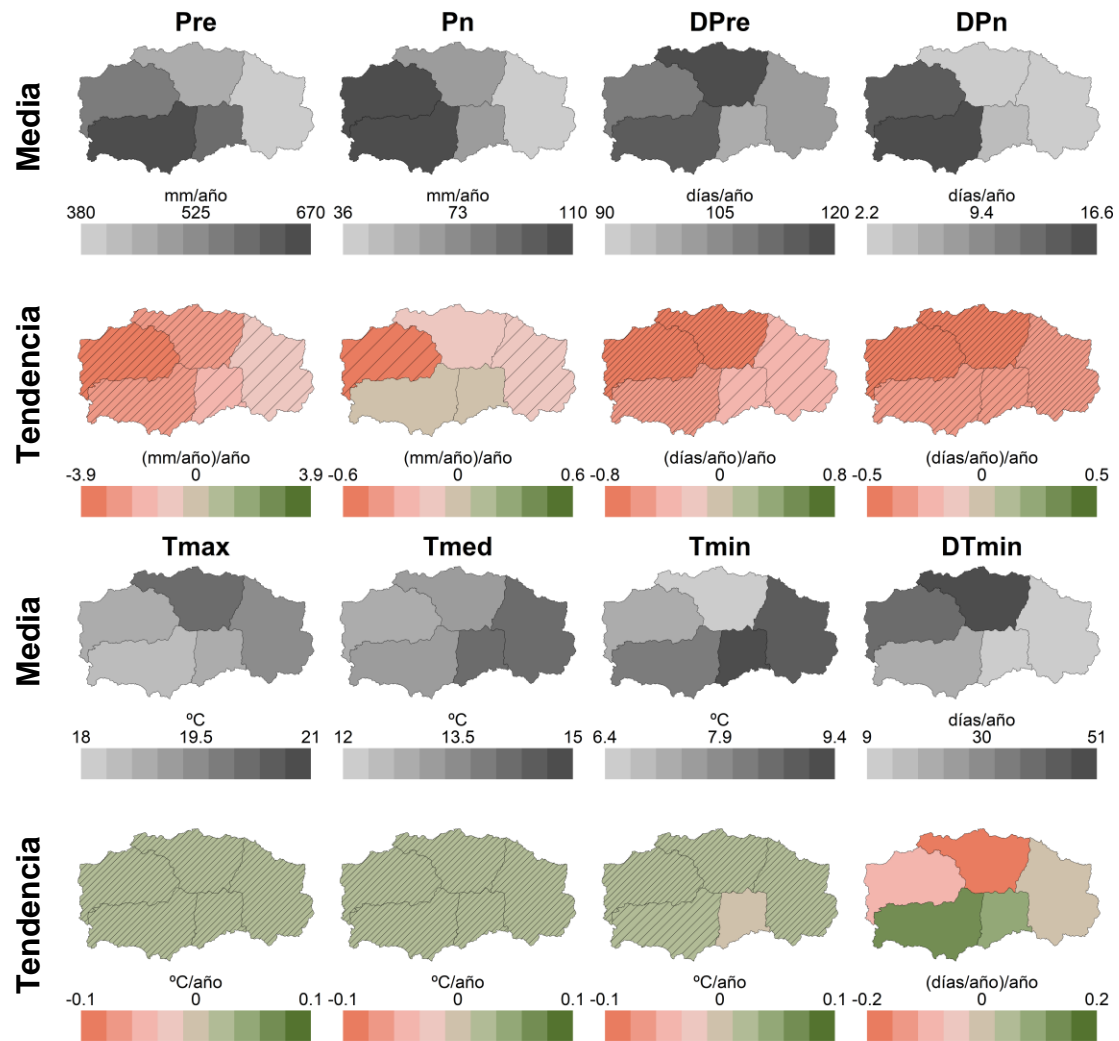 Pre Pn DPre DPn
Media
mm/año mm/año días/año días/año
380 525 670 36 73 110 90 105 120 2.2 9.4 16.6
Tendencia
(mm/año)/año (mm/año)/año (días/año)/año (días/año)/año
-3.9 0 3.9 -0.6 0 0.6 -0.8 0 0.8 -0.5 0 0.5
Tmax Tmed Tmin DTmin
Media
ºC ºC ºC días/año
18 19.5 21 12 13.5 15 6.4 7.9 9.4 9 30 51
Tendencia
ºC/año ºC/año ºC/año (días/año)/año
-0.1 0 0.1 -0.1 0 0.1 -0.1 0 0.1 -0.2 0 0.2